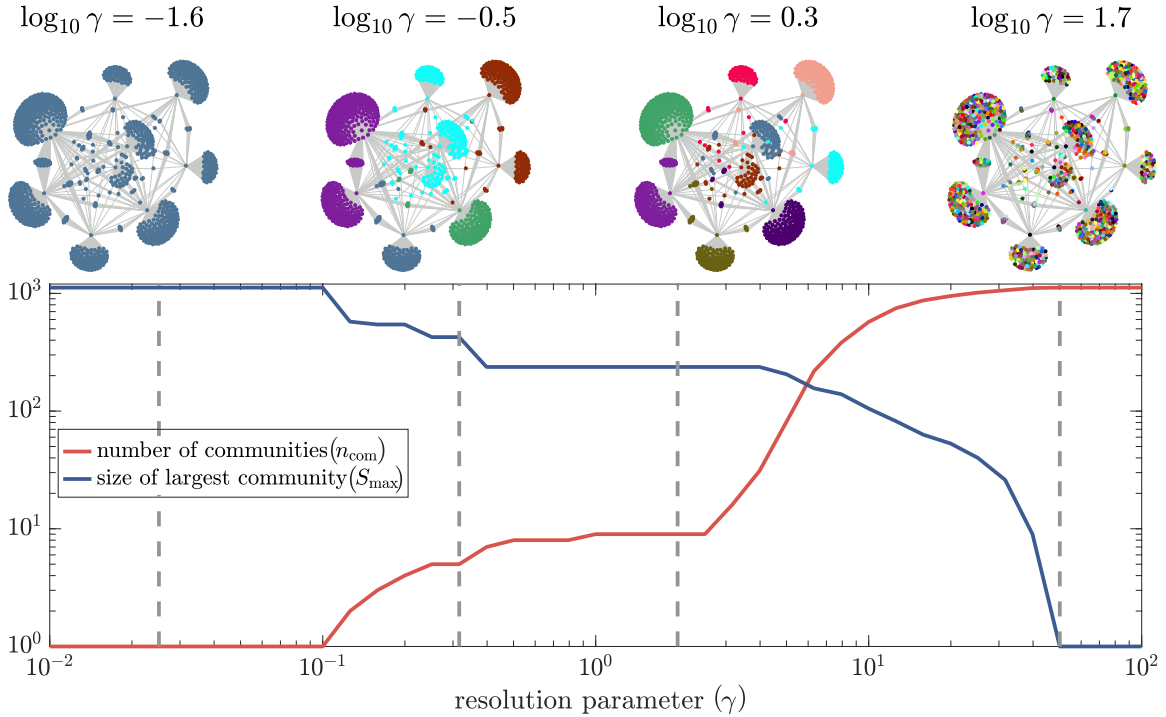 log₁₀ γ = −1.6 log₁₀ γ = −0.5 log₁₀ γ = 0.3 log₁₀ γ = 1.7
10³
10²
number of communities(n_com)
size of largest community(S_max)
10¹
10⁰
10⁻² 10⁻¹ 10⁰ 10¹ 10²
resolution parameter (γ)